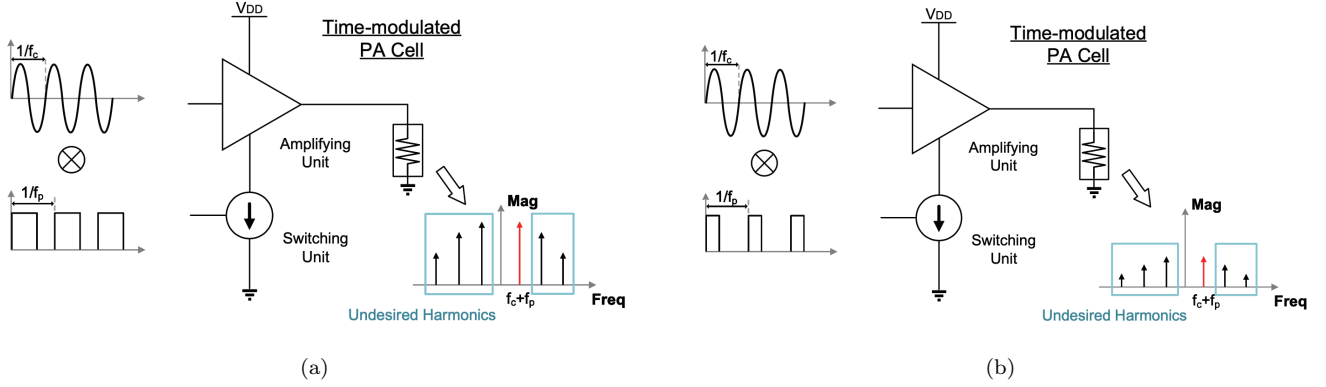 VDD
Time-modulated
PA Cell
1/fc
Amplifying
Unit
1/fp
Switching
Unit
Mag
fc+fp
Freq
Undesired Harmonics
(a)
VDD
Time-modulated
PA Cell
1/fc
Amplifying
Unit
1/fp
Switching
Unit
Mag
fc+fp
Freq
Undesired Harmonics
(b)